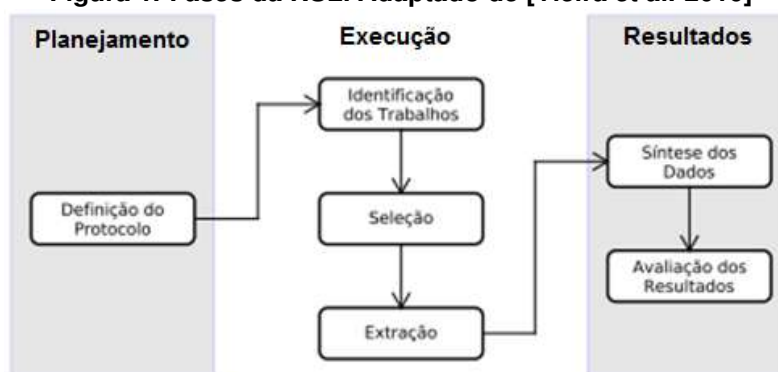 Planejamento
Execução
Resultados
Identificação
dos Trabalhos
Definição do
Protocolo
Seleção
Extração
Síntese dos
Dados
Avaliação dos
Resultados